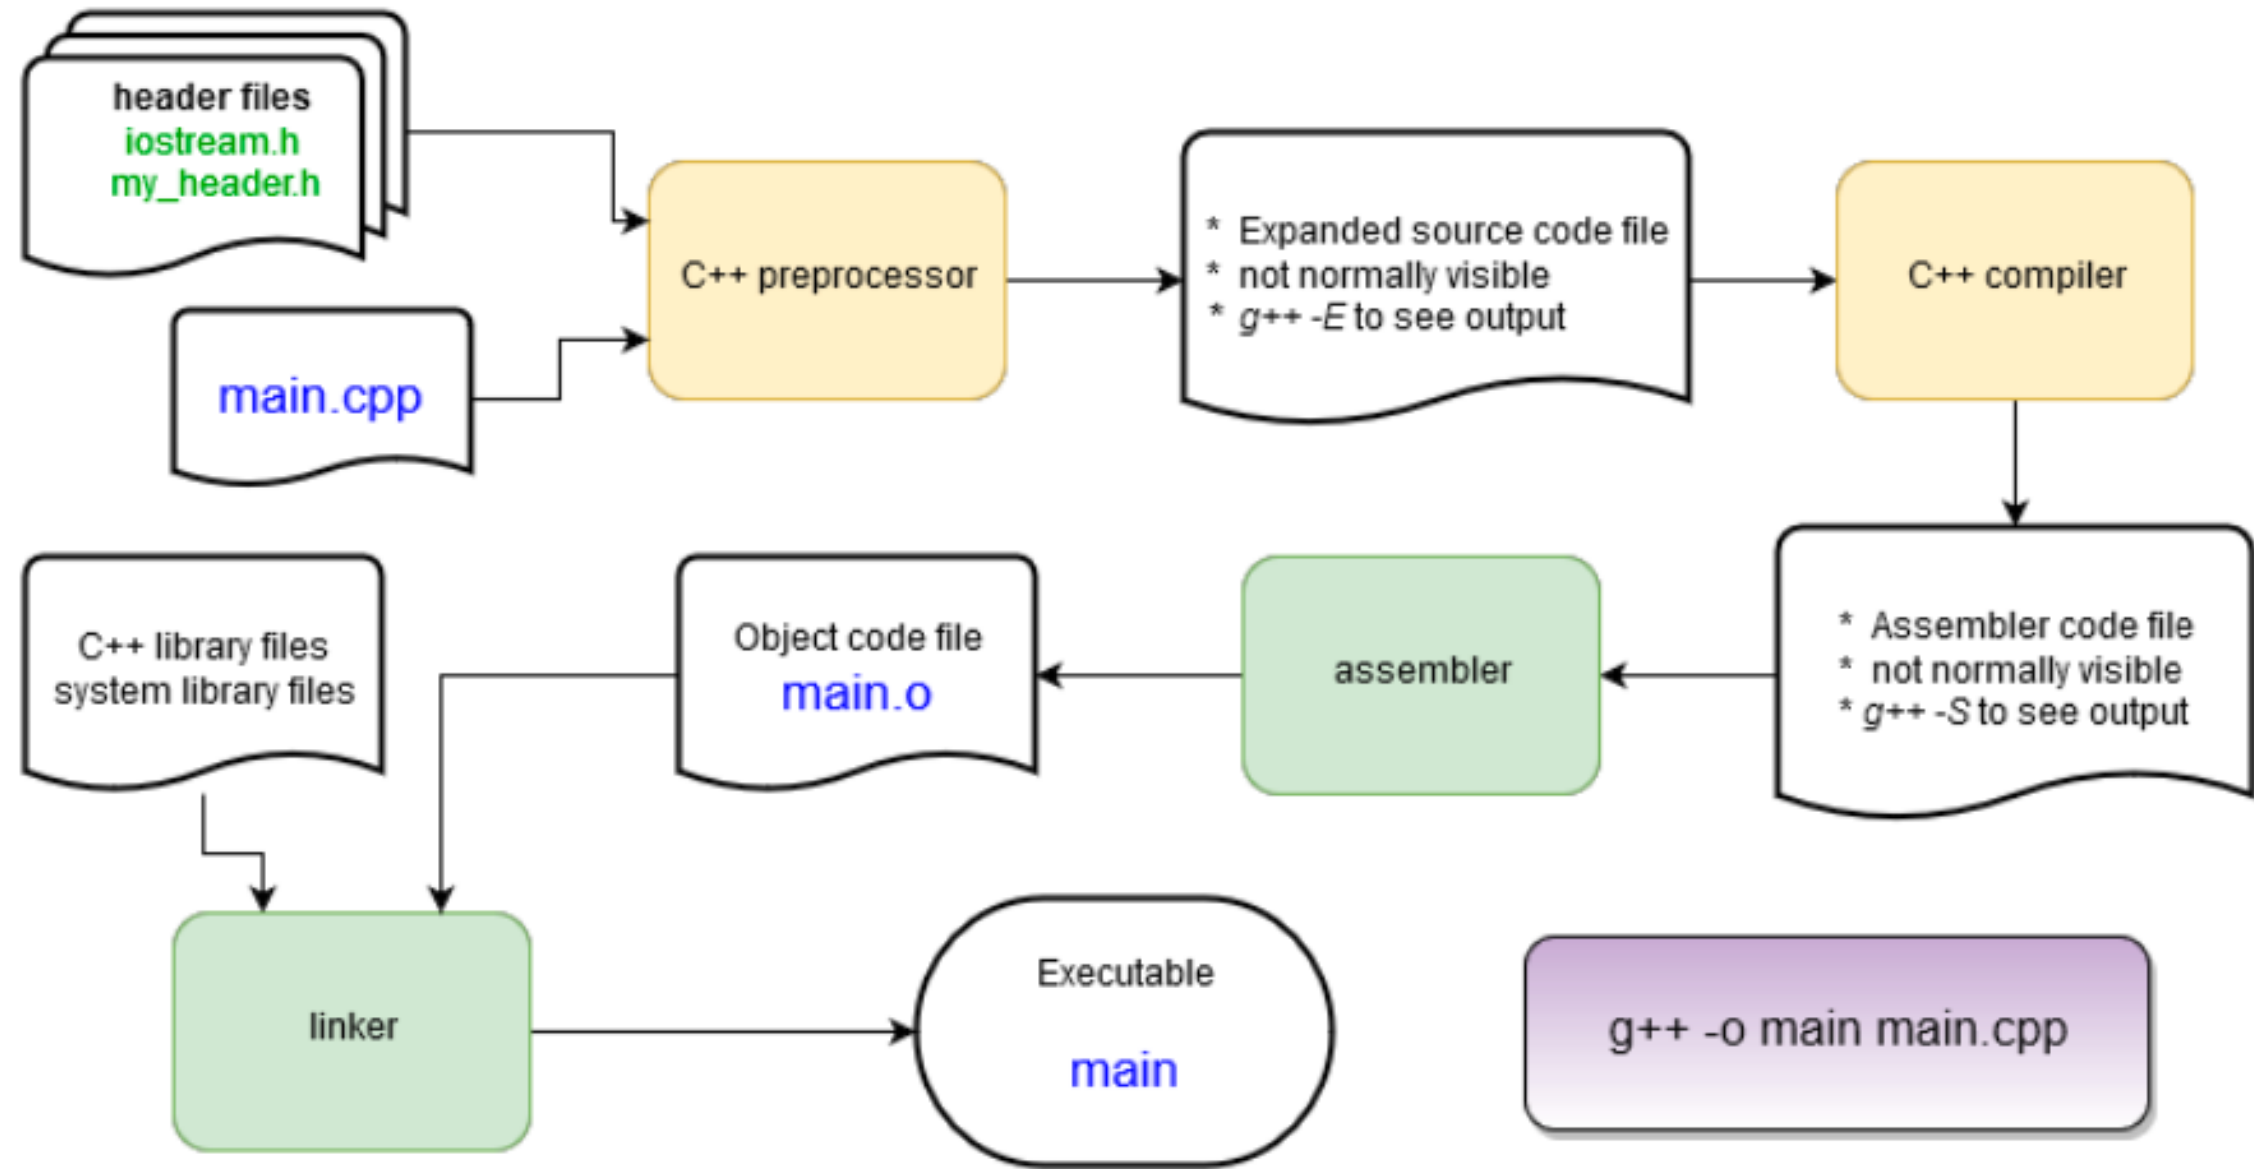 header files
iostream.h
my_header.h
main.cpp
C++ preprocessor
* Expanded source code file
* not normally visible
* g++ -E to see output
C++ compiler
* Assembler code file
* not normally visible
* g++ -S to see output
assembler
Object code file
main.o
C++ library files
system library files
linker
Executable
main
g++ -o main main.cpp